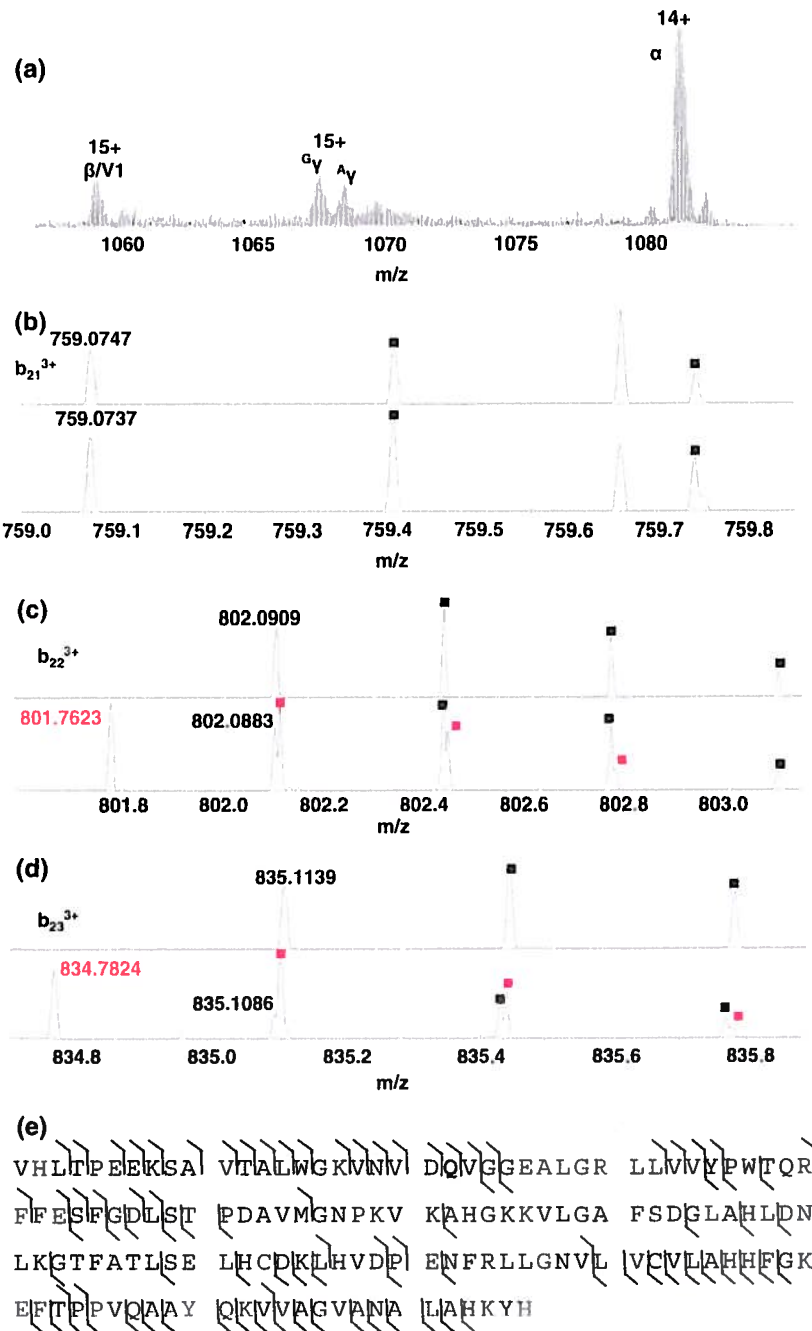 (a)
14+
α
15+
β/V1
15+
Gγ
Aγ
1060 1065 1070 1075 1080
m/z
(b)
759.0747
b21 3+
759.0737
759.0 759.1 759.2 759.3 759.4 759.5 759.6 759.7 759.8
m/z
(c)
802.0909
b22 3+
801.7623
802.0883
801.8 802.0 802.2 802.4 802.6 802.8 803.0
m/z
(d)
835.1139
b23 3+
834.7824
835.1086
834.8 835.0 835.2 835.4 835.6 835.8
m/z
(e)
VHLTPEEKSA VTALWGKVNV DQVGGEALGR LLVVYPWTQR
FFESFGDLST PDAVMGNPKV KAHGKKVLGA FSDGLAHLDN
LKGTFATLSE LHCDKLHVDP ENFRLLGNVL VCVLAHHFGK
EFTPPVQAAY QKVVAGVANA LAHKYH